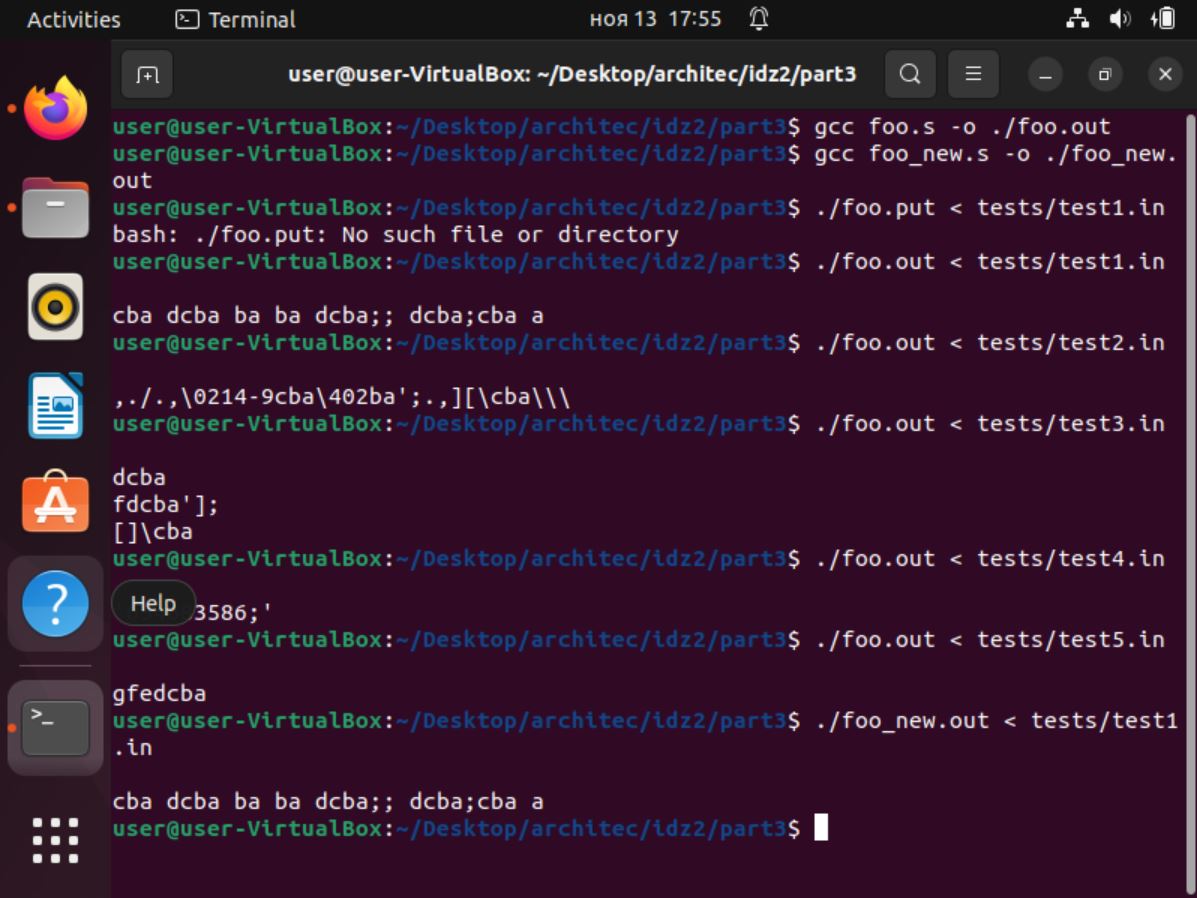 Activities Terminal ноя 13 17:55
user@user-VirtualBox: ~/Desktop/architec/idz2/part3
user@user-VirtualBox:~/Desktop/architec/idz2/part3$ gcc foo.s -o ./foo.out
user@user-VirtualBox:~/Desktop/architec/idz2/part3$ gcc foo_new.s -o ./foo_new.
out
user@user-VirtualBox:~/Desktop/architec/idz2/part3$ ./foo.put < tests/test1.in
bash: ./foo.put: No such file or directory
user@user-VirtualBox:~/Desktop/architec/idz2/part3$ ./foo.out < tests/test1.in
cba dcba ba ba dcba;; dcba;cba a
user@user-VirtualBox:~/Desktop/architec/idz2/part3$ ./foo.out < tests/test2.in
,./.,\0214-9cba\402ba';.,][\cba\\\
user@user-VirtualBox:~/Desktop/architec/idz2/part3$ ./foo.out < tests/test3.in
dcba
fdcba'];
[]\cba
user@user-VirtualBox:~/Desktop/architec/idz2/part3$ ./foo.out < tests/test4.in
Help 3586;'
user@user-VirtualBox:~/Desktop/architec/idz2/part3$ ./foo.out < tests/test5.in
gfedcba
user@user-VirtualBox:~/Desktop/architec/idz2/part3$ ./foo_new.out < tests/test1
.in
cba dcba ba ba dcba;; dcba;cba a
user@user-VirtualBox:~/Desktop/architec/idz2/part3$